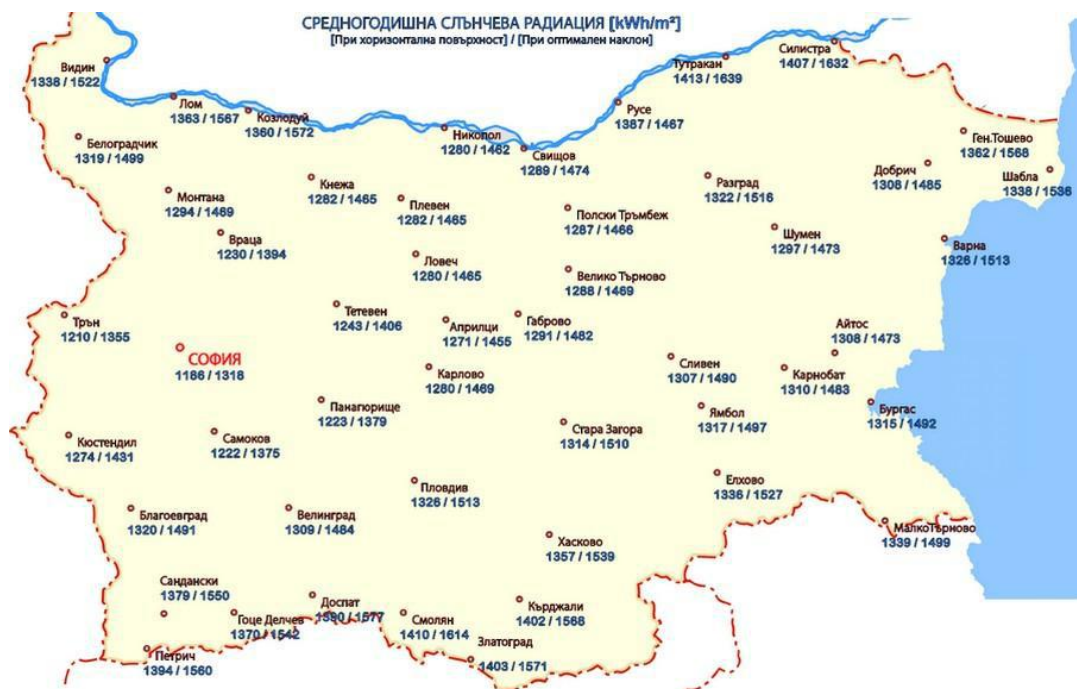 СРЕДНОГОДИШНА СЛЪНЧЕВА РАДИАЦИЯ [kWh/m²]
[При хоризонтална повърхност] / [При оптимален наклон]
Видин
1338 / 1522
Лом
1363 / 1567
Козлодуй
1360 / 1572
Белоградчик
1319 / 1499
Монтана
1294 / 1469
Враца
1230 / 1394
Кнежа
1282 / 1465
Плевен
1282 / 1465
Никопол
1280 / 1462
Свищов
1289 / 1474
Русе
1387 / 1467
Тутракан
1413 / 1639
Силистра
1407 / 1632
Ген.Тошево
1362 / 1568
Добрич
1308 / 1485
Шабла
1338 / 1536
Разград
1322 / 1516
Полски Тръмбеж
1287 / 1466
Шумен
1297 / 1473
Варна
1326 / 1513
Ловеч
1280 / 1465
Велико Търново
1288 / 1469
Трън
1210 / 1355
СОФИЯ
1186 / 1318
Тетевен
1243 / 1406
Априлци
1271 / 1455
Габрово
1291 / 1482
Айтос
1308 / 1473
Карлово
1280 / 1469
Сливен
1307 / 1490
Карнобат
1310 / 1483
Панагюрище
1223 / 1379
Ямбол
1317 / 1497
Бургас
1315 / 1492
Кюстендил
1274 / 1431
Самоков
1222 / 1375
Стара Загора
1314 / 1510
Пловдив
1326 / 1513
Елхово
1336 / 1527
Благоевград
1320 / 1491
Велинград
1309 / 1484
Хасково
1357 / 1539
МалкоТърново
1339 / 1499
Сандански
1379 / 1550
Гоце Делчев
1370 / 1542
Доспат
1390 / 1577
Смолян
1410 / 1614
Кърджали
1402 / 1568
Златоград
1403 / 1571
Петрич
1394 / 1560